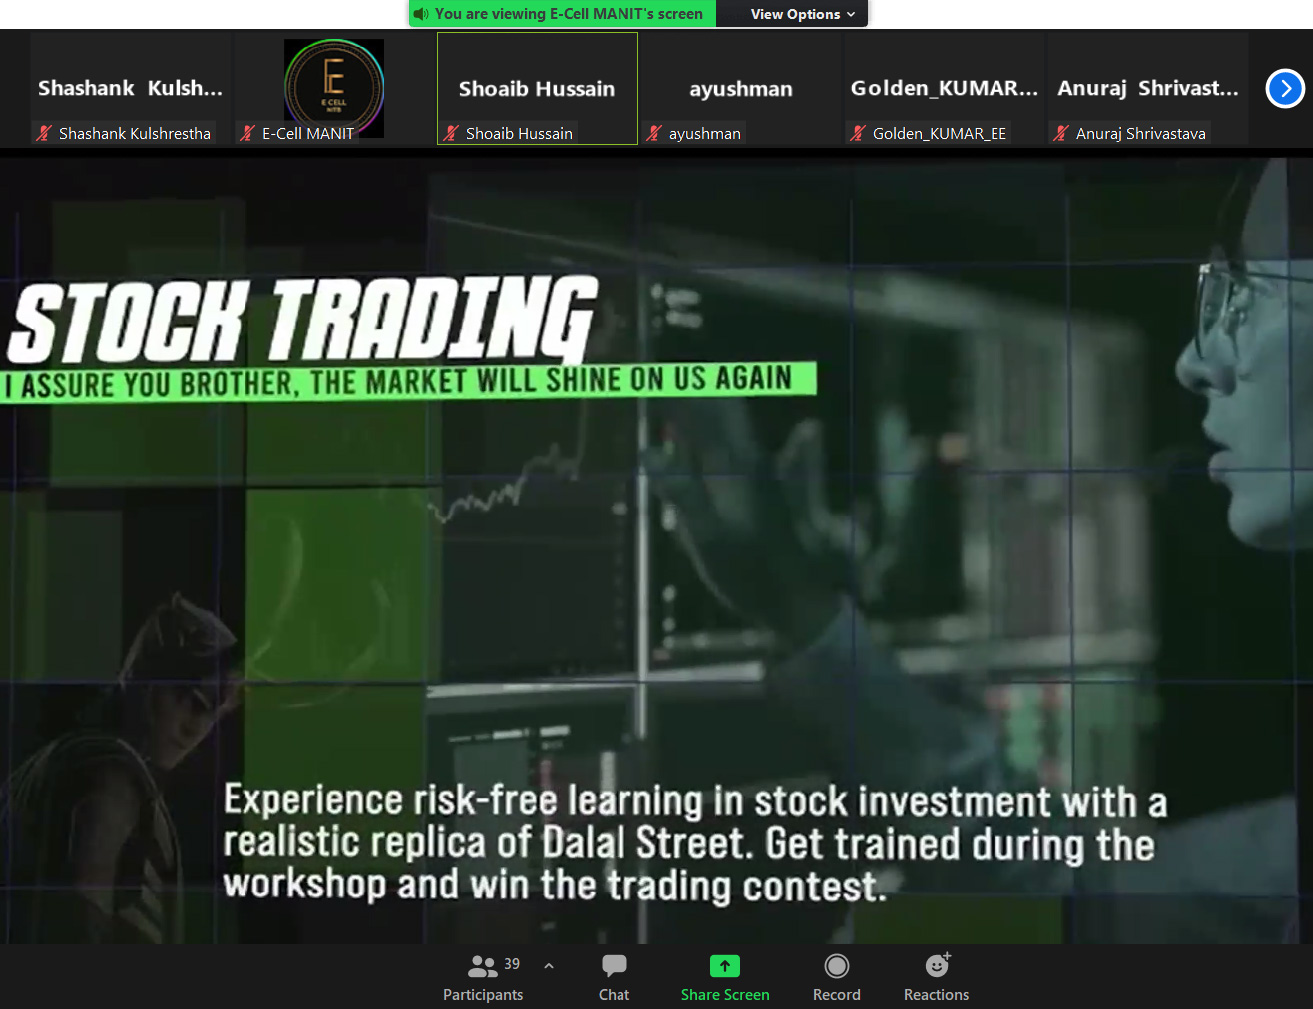 You are viewing E-Cell MANIT's screen
View Options
Shashank Kulsh...
Shoaib Hussain
ayushman
Golden_KUMAR...
Anuraj Shrivast...
E
E CELL
NITB
Shashank Kulshrestha
E-Cell MANIT
Shoaib Hussain
ayushman
Golden_KUMAR_EE
Anuraj Shrivastava
STOCK TRADING
I ASSURE YOU BROTHER, THE MARKET WILL SHINE ON US AGAIN
Experience risk-free learning in stock investment with a
realistic replica of Dalal Street. Get trained during the
workshop and win the trading contest.
39
Participants
Chat
Share Screen
Record
Reactions